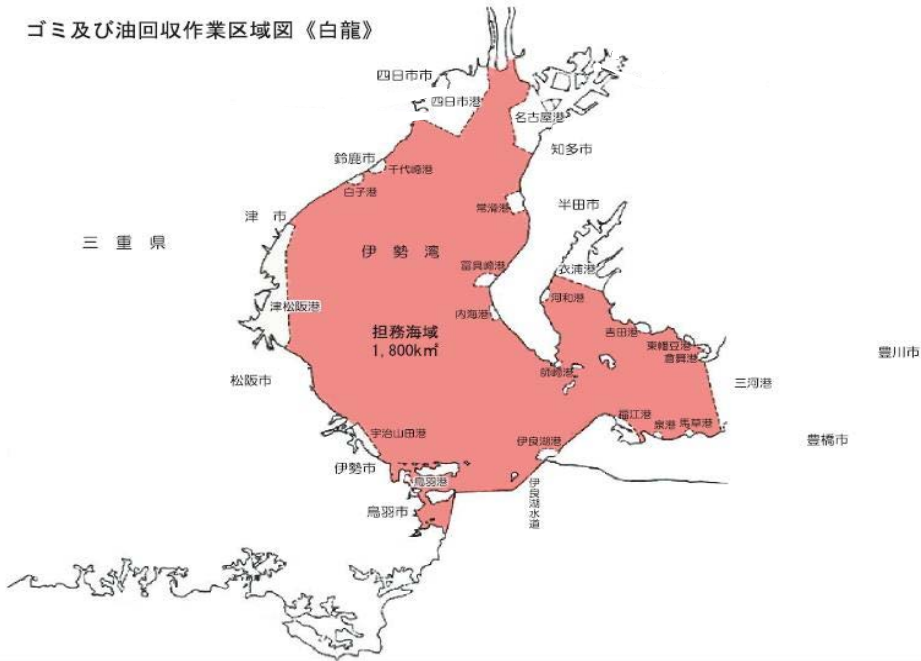 ゴミ及び油回収作業区域図《白龍》
四日市市
四日市港
名古屋港
知多市
鈴鹿市
千代崎港
白子港
常滑港
半田市
津 市
三 重 県
伊 勢 湾
富具崎港
衣浦港
河和港
津松阪港
内海港
吉田港
担務海域
1,800k㎡
東幡豆港
倉舞港
豊川市
松阪市
師崎港
三河港
福江港
宇治山田港
伊良湖港
泉港
馬草港
豊橋市
伊勢市
鳥羽港
伊良湖水道
鳥羽市